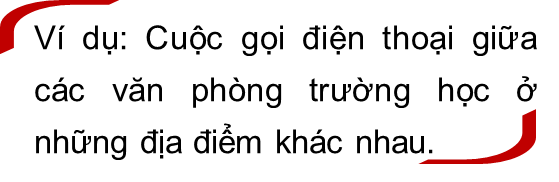 Ví dụ: Cuộc gọi điện thoại giữa
các văn phòng trường học ở
những địa điểm khác nhau.